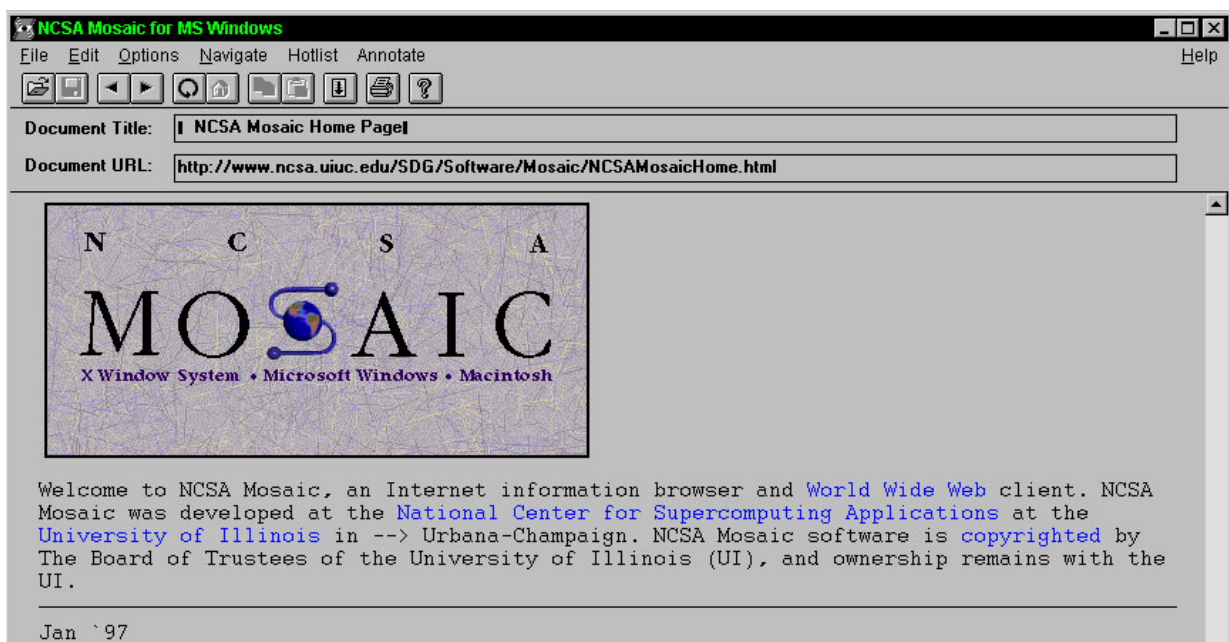 NCSA Mosaic for MS Windows
File Edit Options Navigate Hotlist Annotate Help
Document Title: NCSA Mosaic Home Page
Document URL: http://www.ncsa.uiuc.edu/SDG/Software/Mosaic/NCSAMosaicHome.html
N C S A
MOSAIC
X Window System • Microsoft Windows • Macintosh
Welcome to NCSA Mosaic, an Internet information browser and World Wide Web client. NCSA
Mosaic was developed at the National Center for Supercomputing Applications at the
University of Illinois in --> Urbana-Champaign. NCSA Mosaic software is copyrighted by
The Board of Trustees of the University of Illinois (UI), and ownership remains with the
UI.
Jan `97